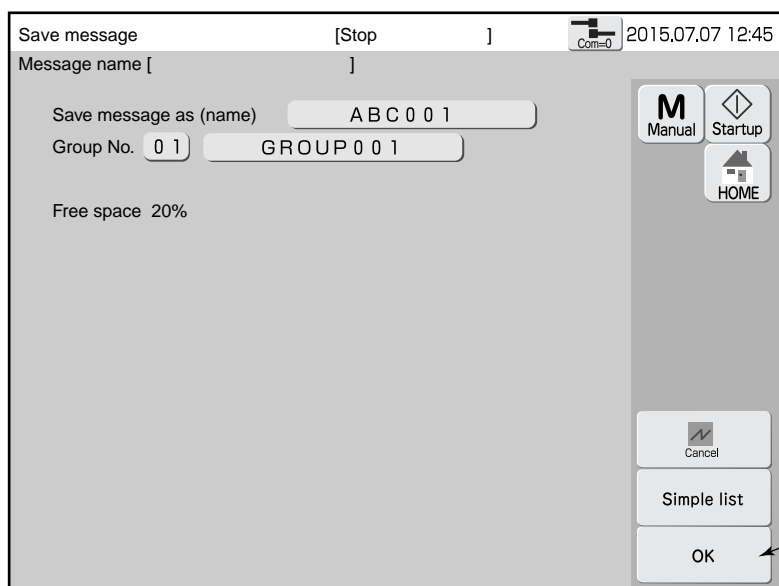 Save message [Stop ] Com=0 2015.07.07 12:45
Message name [ ]
Save message as (name) ABC001
Group No. 01 GROUP001
Free space 20%
M
Manual
Startup
HOME
Cancel
Simple list
OK